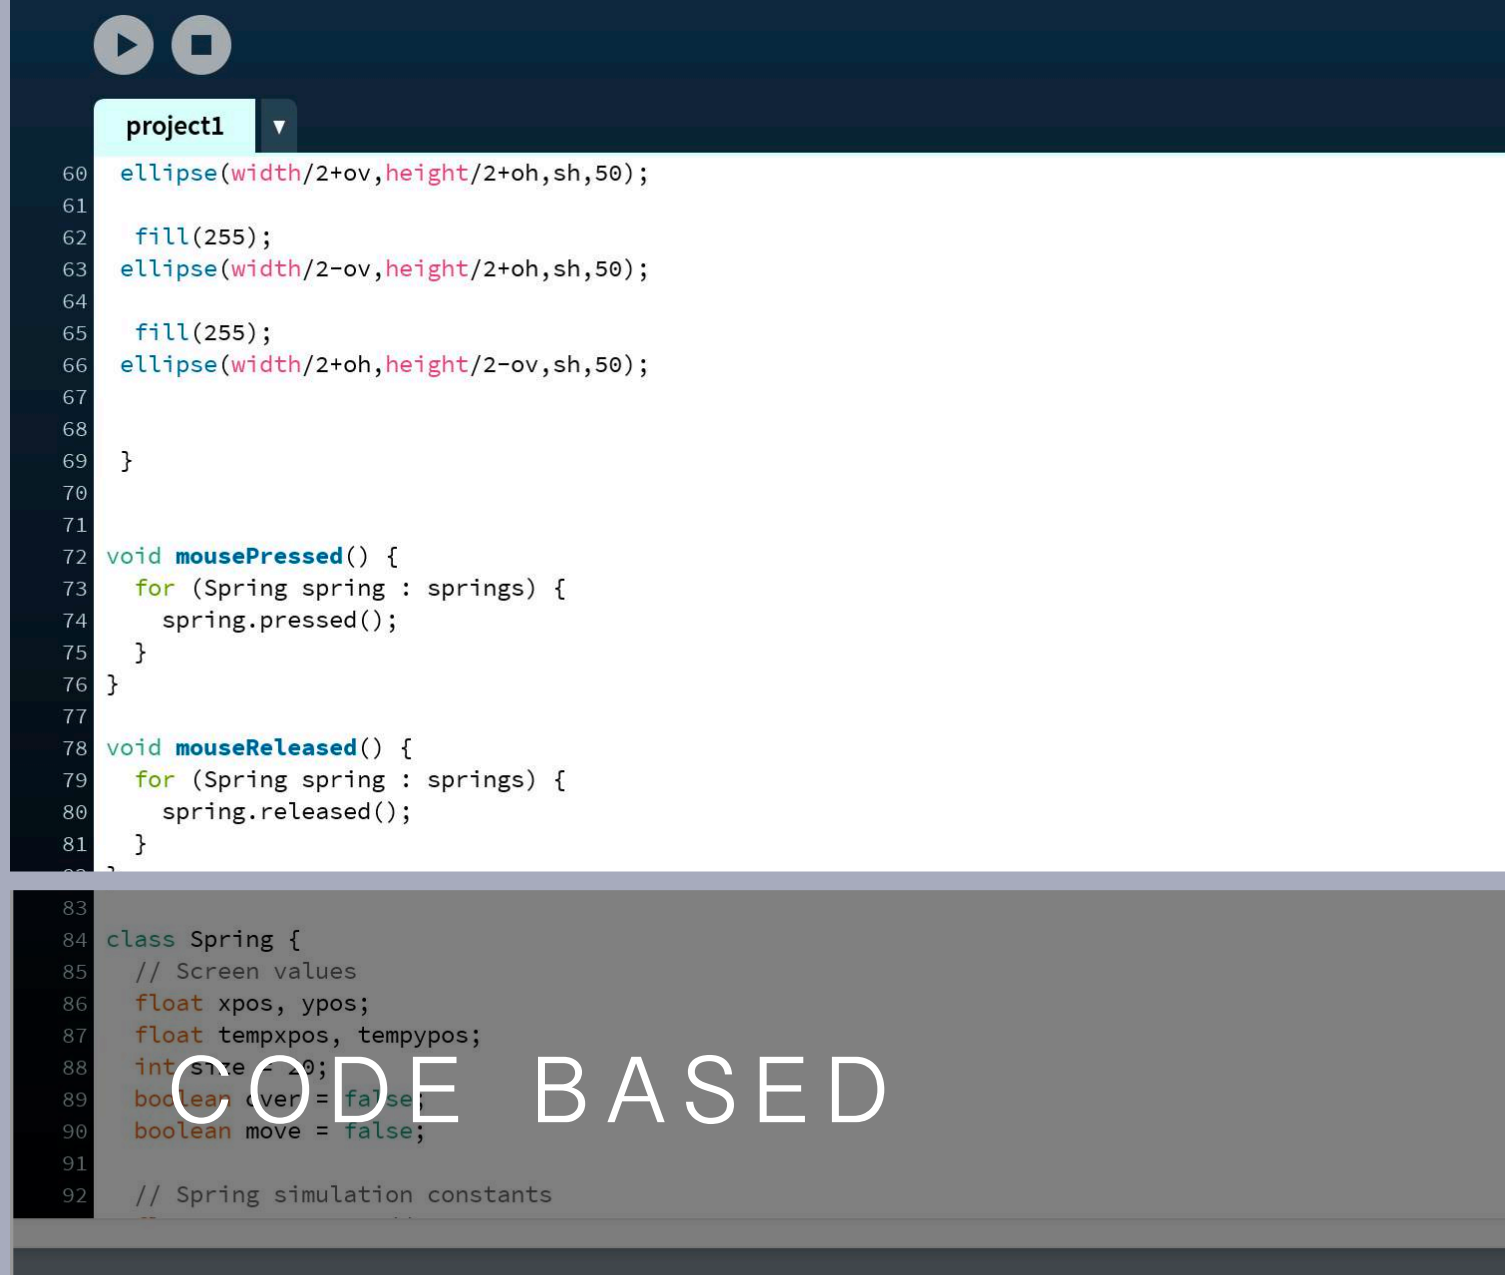 project1
60 ellipse(width/2+ov,height/2+oh,sh,50);
61
62 fill(255);
63 ellipse(width/2-ov,height/2+oh,sh,50);
64
65 fill(255);
66 ellipse(width/2+oh,height/2-ov,sh,50);
67
68
69 }
70
71
72 void mousePressed() {
73 for (Spring spring : springs) {
74 spring.pressed();
75 }
76 }
77
78 void mouseReleased() {
79 for (Spring spring : springs) {
80 spring.released();
81 }
83
84 class Spring {
85 // Screen values
86 float xpos, ypos;
87 float tempxpos, tempypos;
88 int size = 20;
89 boolean over = false;
90 boolean move = false;
CODE BASED
91
92 // Spring simulation constants